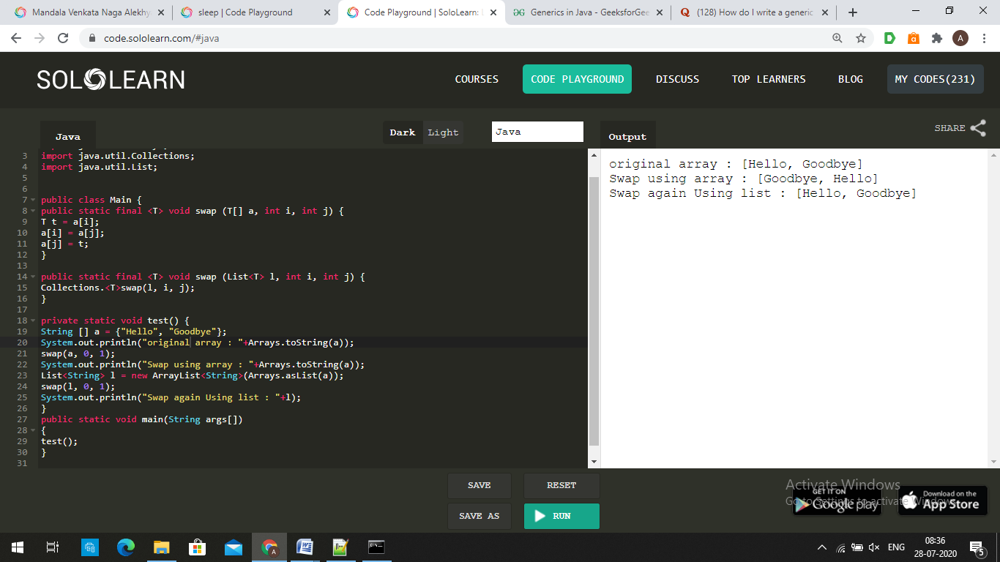 Mandala Venkata Naga Alekhy
sleep | Code Playground
Code Playground | SoloLearn:
Generics in Java - GeeksforGee
(128) How do I write a generic
code.sololearn.com/#java
A
SOLOLEARN
COURSES
CODE PLAYGROUND
DISCUSS
TOP LEARNERS
BLOG
MY CODES(231)
Java
Dark
Light
Java
Output
SHARE
3 import java.util.Collections;
4 import java.util.List;
5
6
7 public class Main {
8 public static final <T> void swap (T[] a, int i, int j) {
9 T t = a[i];
10 a[i] = a[j];
11 a[j] = t;
12 }
13
14 public static final <T> void swap (List<T> l, int i, int j) {
15 Collections.<T>swap(l, i, j);
16 }
17
18 private static void test() {
19 String [] a = {"Hello", "Goodbye"};
20 System.out.println("original array : "+Arrays.toString(a));
21 swap(a, 0, 1);
22 System.out.println("Swap using array : "+Arrays.toString(a));
23 List<String> l = new ArrayList<String>(Arrays.asList(a));
24 swap(l, 0, 1);
25 System.out.println("Swap again Using list : "+l);
26 }
27 public static void main(String args[])
28 {
29 test();
30 }
31
original array : [Hello, Goodbye]
Swap using array : [Goodbye, Hello]
Swap again Using list : [Hello, Goodbye]
SAVE
RESET
SAVE AS
RUN
Activate Windows
Go to Settings to activate Windows.
GET IT ON
Google play
Download on the
App Store
ENG
08:36
28-07-2020
5